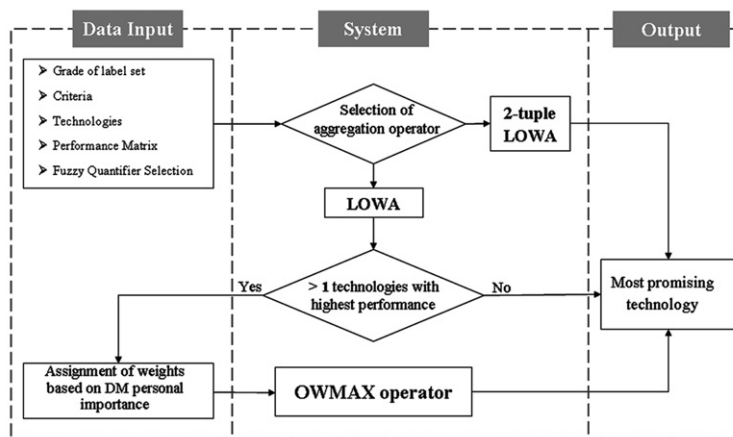 Data Input
System
Output
➢ Grade of label set
➢ Criteria
➢ Technologies
➢ Performance Matrix
➢ Fuzzy Quantifier Selection
Selection of
aggregation operator
2-tuple
LOWA
LOWA
> 1 technologies with
highest performance
Yes
No
Most promising
technology
Assignment of weights
based on DM personal
importance
OWMAX operator